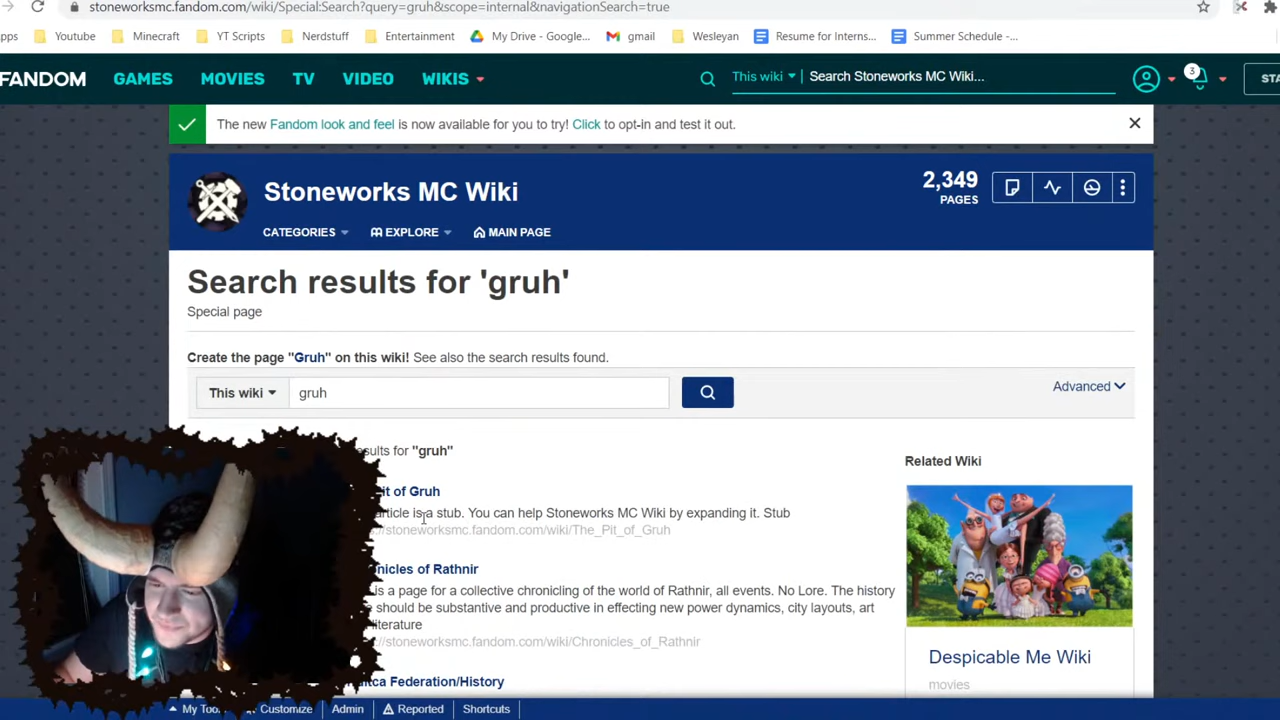 stoneworksmc.fandom.com/wiki/Special:Search?query=gruh&scope=internal&navigationSearch=true
Youtube Minecraft YT Scripts Nerdstuff Entertainment My Drive - Google... gmail Wesleyan Resume for Interns... Summer Schedule -...
FANDOM GAMES MOVIES TV VIDEO WIKIS This wiki Search Stoneworks MC Wiki... 3
The new Fandom look and feel is now available for you to try! Click to opt-in and test it out.
Stoneworks MC Wiki
2,349
PAGES
CATEGORIES EXPLORE MAIN PAGE
Search results for 'gruh'
Special page
Create the page "Gruh" on this wiki! See also the search results found.
This wiki gruh Advanced
for "gruh"
Related Wiki
of Gruh
is a stub. You can help Stoneworks MC Wiki by expanding it. Stub
stoneworksmc.fandom.com/wiki/The_Pit_of_Gruh
of Rathnir
is a page for a collective chronicling of the world of Rathnir, all events. No Lore. The history
should be substantive and productive in effecting new power dynamics, city layouts, art
literature
stoneworksmc.fandom.com/wiki/Chronicles_of_Rathnir
Despicable Me Wiki
movies
Federation/History
My Customize Admin Reported Shortcuts